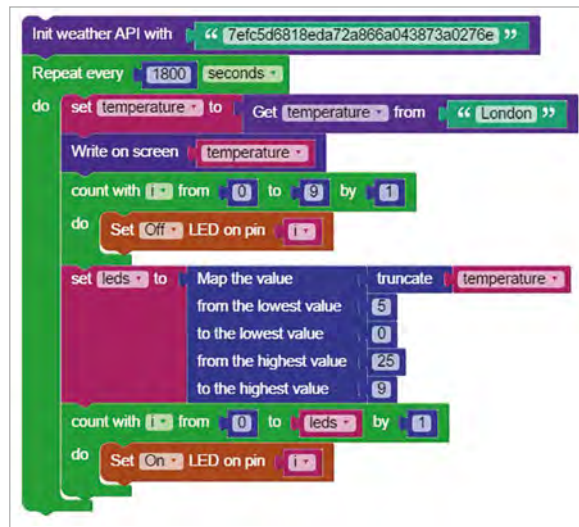 Init weather API with “ 7efc5d6818eda72a866a043873a0276e ”
Repeat every 1800 seconds
do set temperature to Get temperature from “ London ”
Write on screen temperature
count with i from 0 to 9 by 1
do Set Off LED on pin i
set leds to Map the value truncate temperature
from the lowest value 5
to the lowest value 0
from the highest value 25
to the highest value 9
count with i from 0 to leds by 1
do Set On LED on pin i